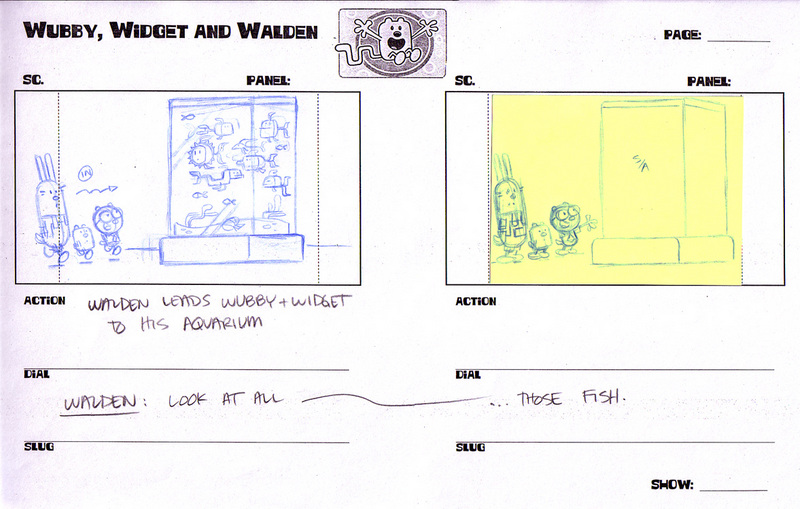 WUBBY, WIDGET AND WALDEN
PAGE:
SC. PANEL:
SC. PANEL:
IN
S/A
ACTION
WALDEN LEADS WUBBY + WIDGET
TO HIS AQUARIUM
ACTION
DIAL
WALDEN: LOOK AT ALL
DIAL
... THOSE FISH.
SLUG
SLUG
SHOW: